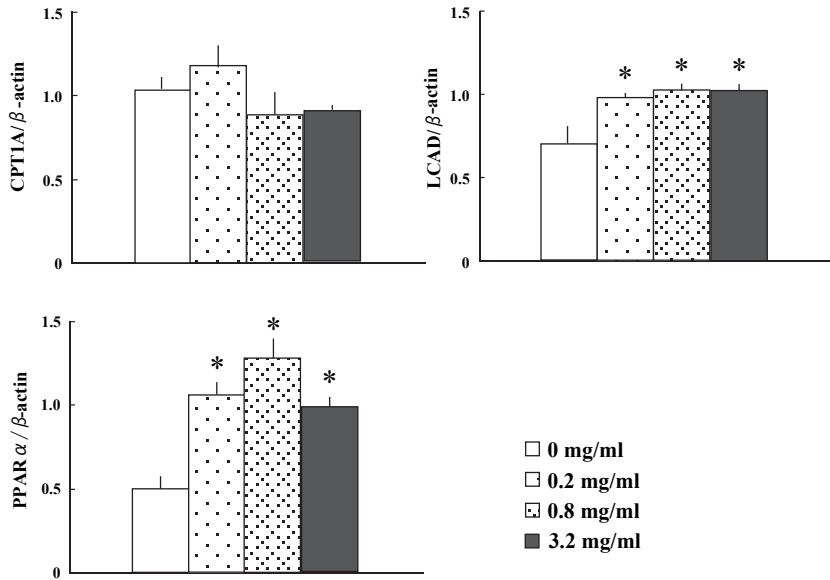 1.5
1.0
0.5
0
CPT1A/β-actin
1.5
1.0
0.5
0
LCAD/β-actin
*
*
*
1.5
1.0
0.5
0
PPARα/β-actin
*
*
*
0 mg/ml
0.2 mg/ml
0.8 mg/ml
3.2 mg/ml